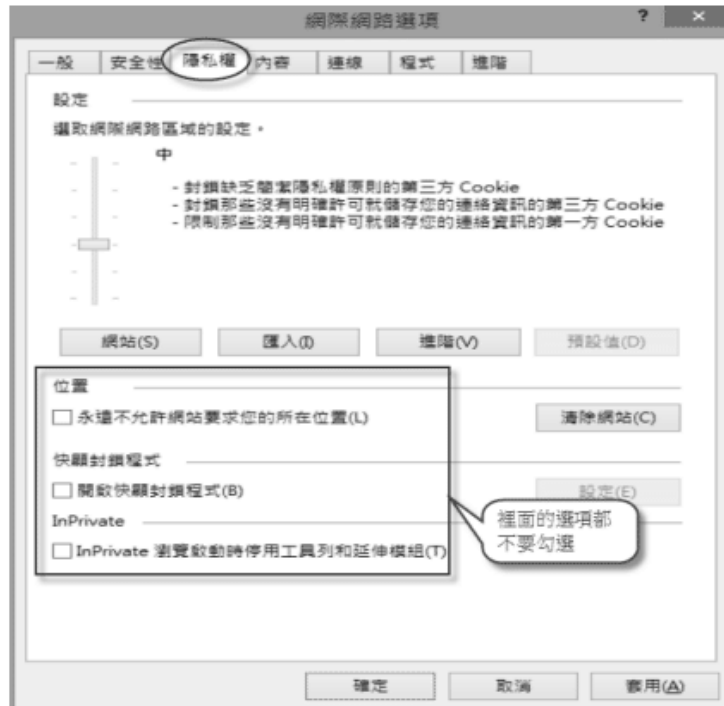 網際網路選項
? ×
一般 安全性 隱私權 內容 連線 程式 進階
設定
選取網際網路區域的設定。
中
- 封鎖缺乏簡潔隱私權原則的第三方 Cookie
- 封鎖那些沒有明確許可就儲存您的連絡資訊的第三方 Cookie
- 限制那些沒有明確許可就儲存您的連絡資訊的第一方 Cookie
網站(S) 匯入(I) 進階(V) 預設值(D)
位置
永遠不允許網站要求您的所在位置(L) 清除網站(C)
快顯封鎖程式
開啟快顯封鎖程式(B) 設定(E)
InPrivate
InPrivate 瀏覽啟動時停用工具列和延伸模組(T)
裡面的選項都
不要勾選
確定 取消 套用(A)